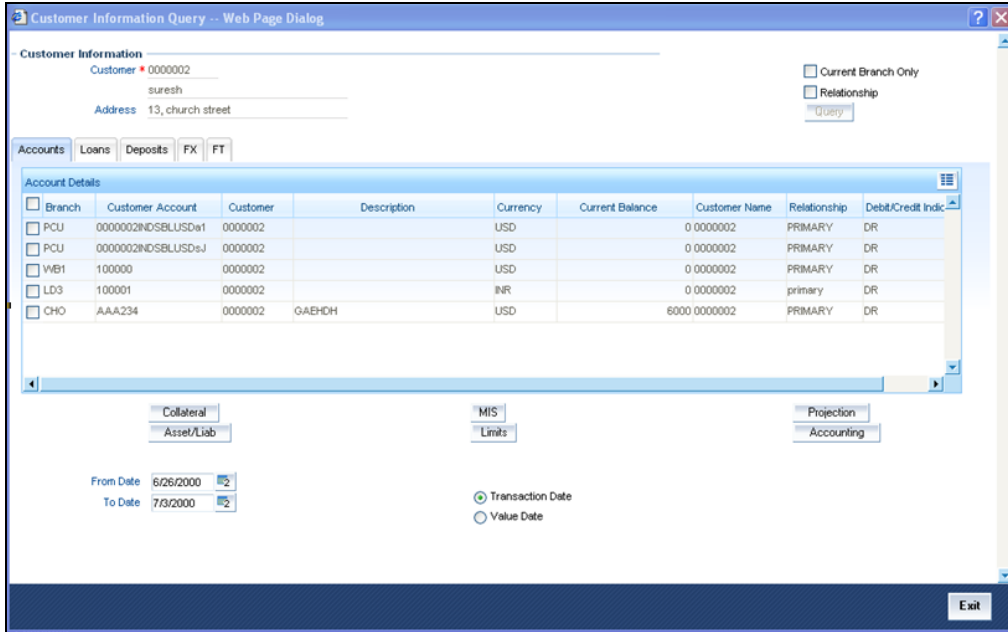 Customer Information Query -- Web Page Dialog
Customer Information
Customer * 0000002
suresh
Address 13, church street
Current Branch Only
Relationship
Query
Accounts Loans Deposits FX FT
Account Details
Branch Customer Account Customer Description Currency Current Balance Customer Name Relationship Debit/Credit Indic
PCU 0000002INDSBLUSDa1 0000002 USD 0 0000002 PRIMARY DR
PCU 0000002INDSBLUSDsJ 0000002 USD 0 0000002 PRIMARY DR
WB1 100000 0000002 USD 0 0000002 PRIMARY DR
LD3 100001 0000002 INR 0 0000002 primary DR
CHO AAA234 0000002 GAEHDH USD 6000 0000002 PRIMARY DR
Collateral MIS Projection
Asset/Liab Limits Accounting
From Date 6/26/2000
To Date 7/3/2000
Transaction Date
Value Date
Exit